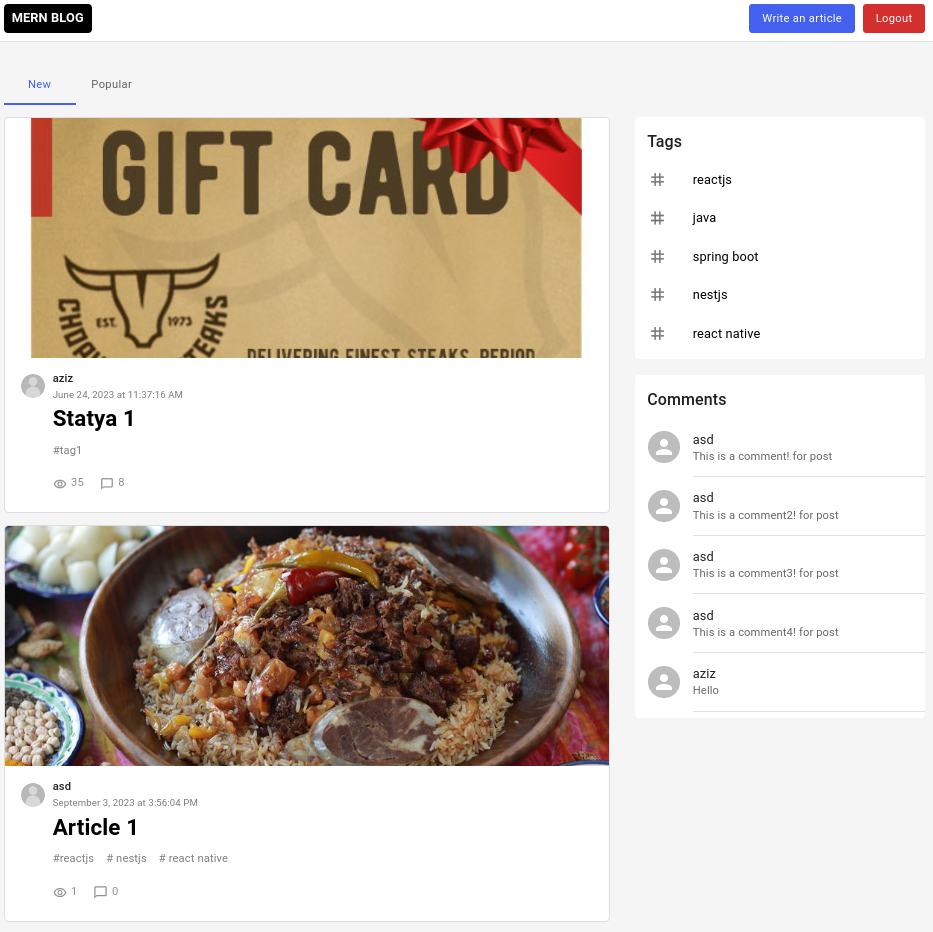 MERN BLOG
Write an article
Logout
New
Popular
GIFT CARD
EST. 1973
DELIVERING FINEST STEAKS. PERIOD
aziz
June 24, 2023 at 11:37:16 AM
Statya 1
#tag1
35
8
asd
September 3, 2023 at 3:56:04 PM
Article 1
#reactjs # nestjs # react native
1
0
Tags
reactjs
java
spring boot
nestjs
react native
Comments
asd
This is a comment! for post
asd
This is a comment2! for post
asd
This is a comment3! for post
asd
This is a comment4! for post
aziz
Hello